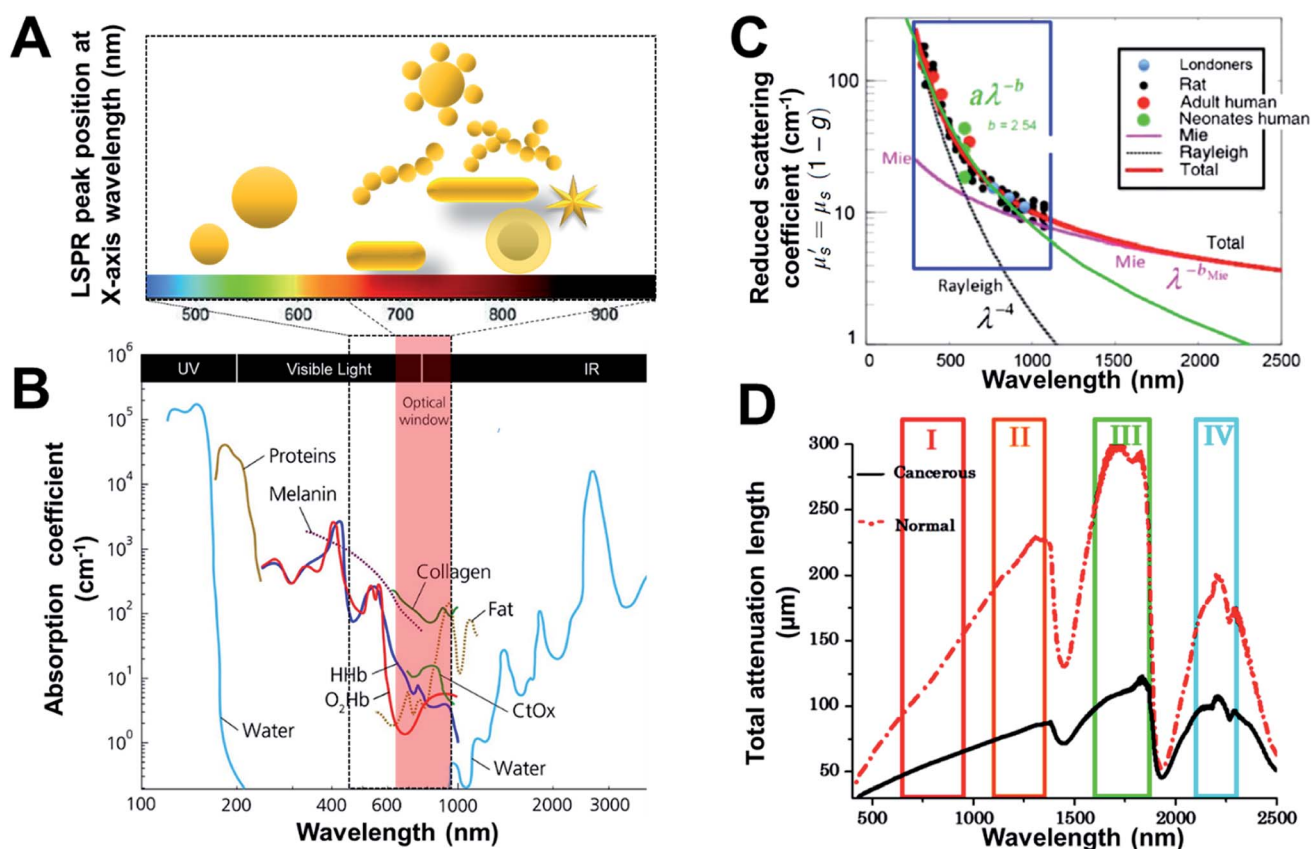 A
LSPR peak position at
X-axis wavelength (nm)
500
600
700
800
900
B
Absorption coefficient
(cm⁻¹)
10⁶
10⁵
10⁴
10³
10²
10¹
10⁰
UV
Visible Light
IR
Optical
window
Proteins
Melanin
Collagen
Fat
HHb
O₂Hb
CtOx
Water
Water
100
200
400
600
1000
2000
3000
Wavelength (nm)
C
Reduced scattering
coefficient (cm⁻¹)
μ′ₛ = μₛ (1 − g)
100
10
1
aλ⁻ᵇ
b = 2.54
Londoners
Rat
Adult human
Neonates human
Mie
Rayleigh
Total
Mie
Total
Mie
λ⁻ᵇMie
Rayleigh
λ⁻⁴
0
500
1000
1500
2000
2500
Wavelength (nm)
D
Total attenuation length
(μm)
300
250
200
150
100
50
I
II
III
IV
Cancerous
Normal
500
1000
1500
2000
2500
Wavelength (nm)